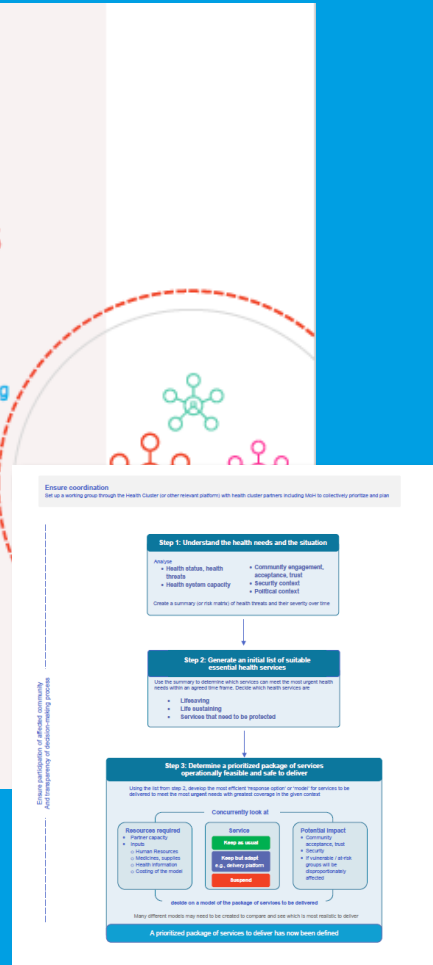 g
Ensure coordination
Set up a working group through the Health Cluster (or other relevant platform) with health cluster partners including MoH to collectively prioritize and plan
Ensure participation of affected community
And transparency of decision-making process
Step 1: Understand the health needs and the situation
Analyse
• Health status, health
threats
• Health system capacity
• Community engagement,
acceptance, trust
• Security context
• Political context
Create a summary (or risk matrix) of health threats and their severity over time
Step 2: Generate an initial list of suitable
essential health services
Use the summary to determine which services can meet the most urgent health
needs within an agreed time frame. Decide which health services are
• Lifesaving
• Life sustaining
• Services that need to be protected
Step 3: Determine a prioritized package of services
operationally feasible and safe to deliver
Using the list from step 2, develop the most efficient 'response option' or 'model' for services to be
delivered to meet the most urgent needs with greatest coverage in the given context
Concurrently look at
Resources required
• Partner capacity
• Inputs
o Human Resources
o Medicines, supplies
o Health information
o Costing of the model
Service
Keep as usual
Keep but adapt
e.g., delivery platform
Suspend
Potential impact
• Community
acceptance, trust
• Security
• If vulnerable / at-risk
groups will be
disproportionately
affected
decide on a model of the package of services to be delivered
Many different models may need to be created to compare and see which is most realistic to deliver
A prioritized package of services to deliver has now been defined